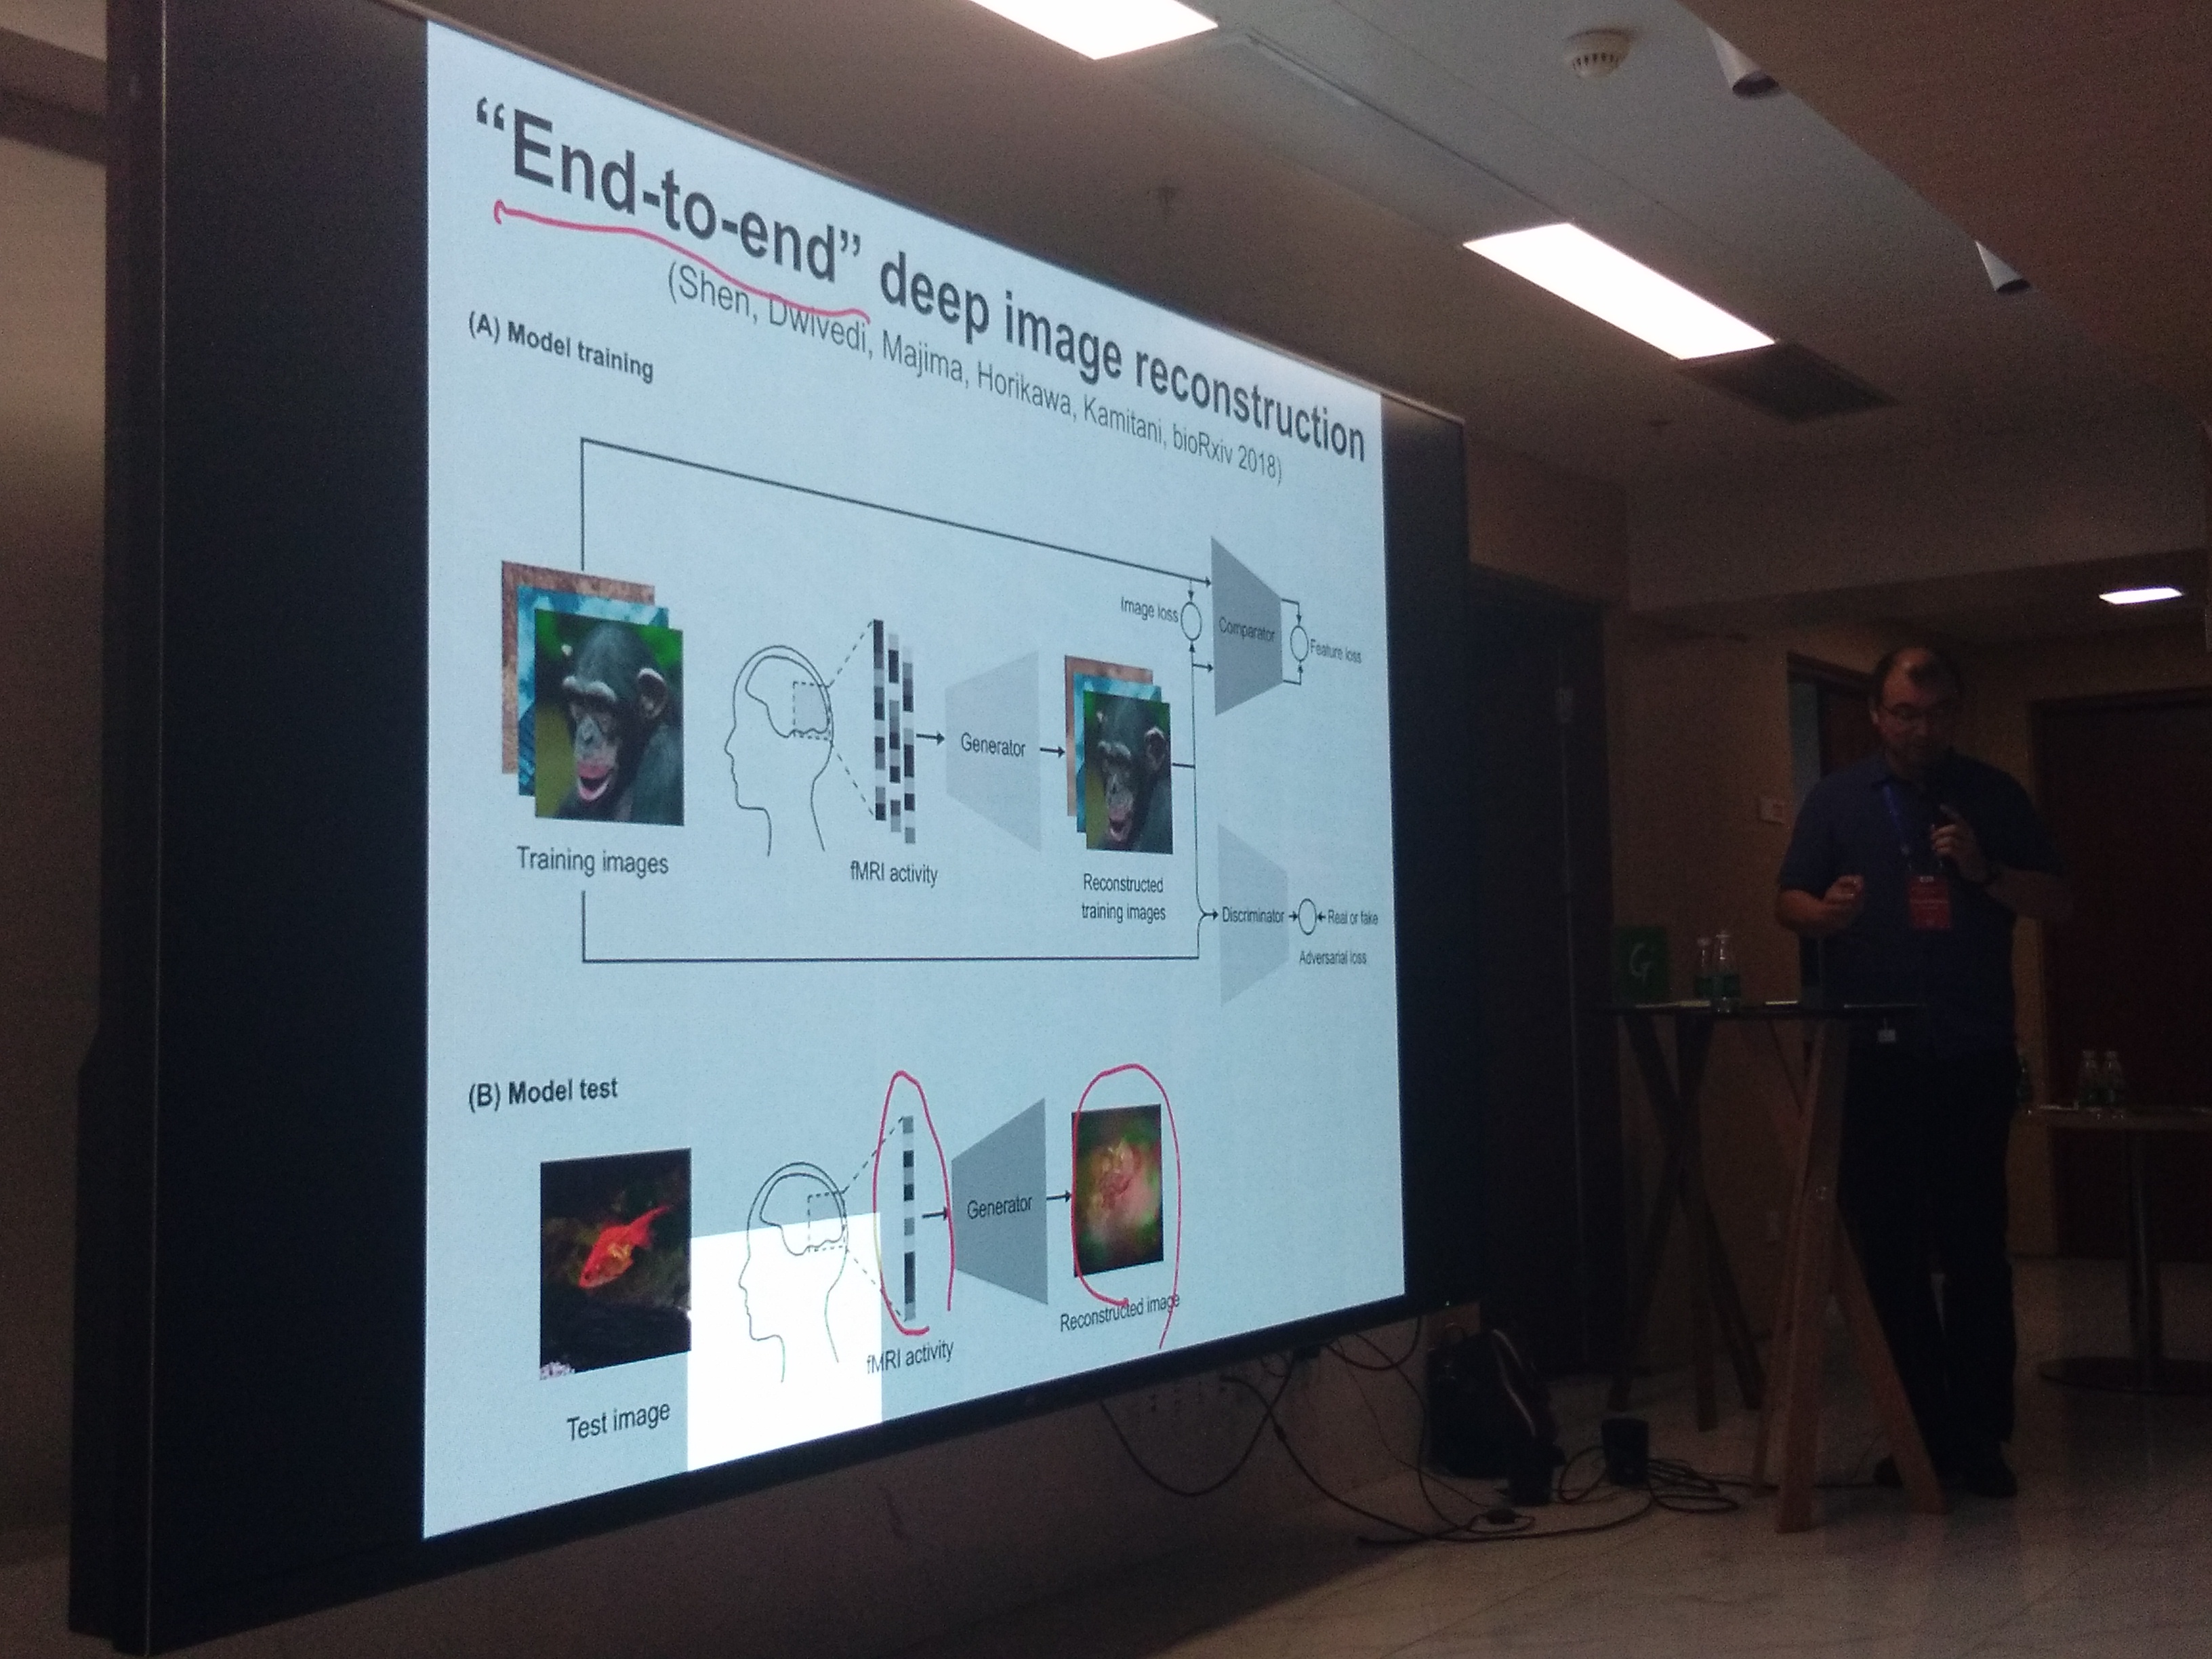 “End-to-end” deep image reconstruction
(Shen, Dwivedi, Majima, Horikawa, Kamitani, bioRxiv 2018)
(A) Model training
Image loss
Comparator
Feature loss
Generator
Training images
fMRI activity
Reconstructed
training images
Discriminator
Real or fake
Adversarial loss
(B) Model test
Generator
Reconstructed image
fMRI activity
Test image
G